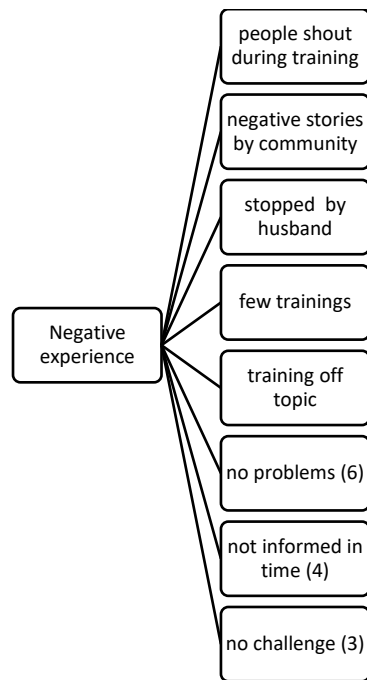 people shout
during training
negative stories
by community
stopped by
husband
few trainings
Negative
experience
training off
topic
no problems (6)
not informed in
time (4)
no challenge (3)